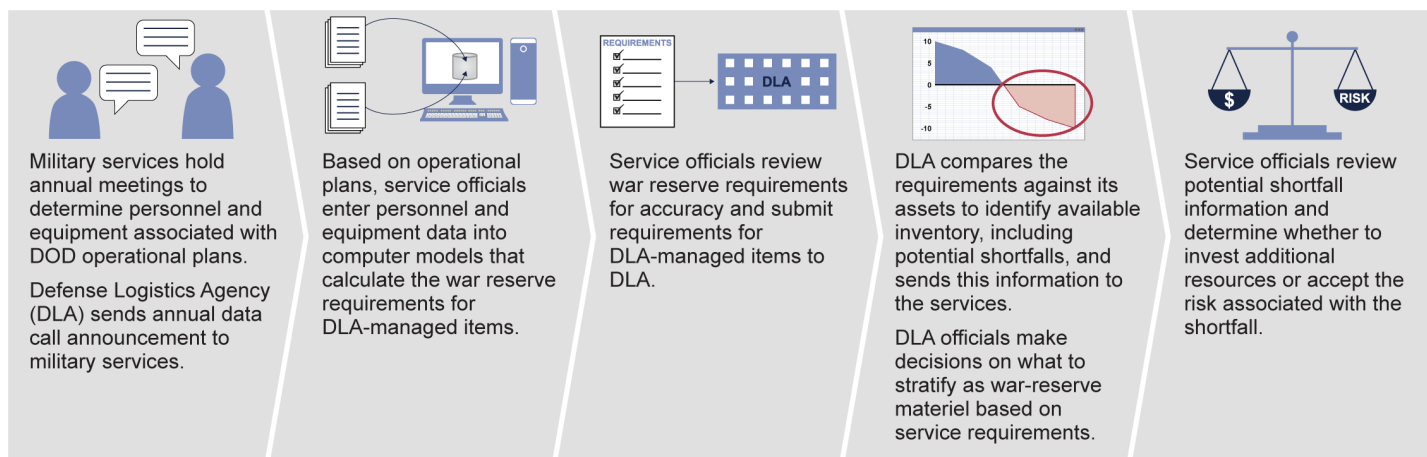 Military services hold
annual meetings to
determine personnel and
equipment associated with
DOD operational plans.
Defense Logistics Agency
(DLA) sends annual data
call announcement to
military services.
Based on operational
plans, service officials
enter personnel and
equipment data into
computer models that
calculate the war reserve
requirements for
DLA-managed items.
REQUIREMENTS
DLA
Service officials review
war reserve requirements
for accuracy and submit
requirements for
DLA-managed items to
DLA.
10
5
0
-5
-10
DLA compares the
requirements against its
assets to identify available
inventory, including
potential shortfalls, and
sends this information to
the services.
DLA officials make
decisions on what to
stratify as war-reserve
materiel based on
service requirements.
$
RISK
Service officials review
potential shortfall
information and
determine whether to
invest additional
resources or accept the
risk associated with the
shortfall.